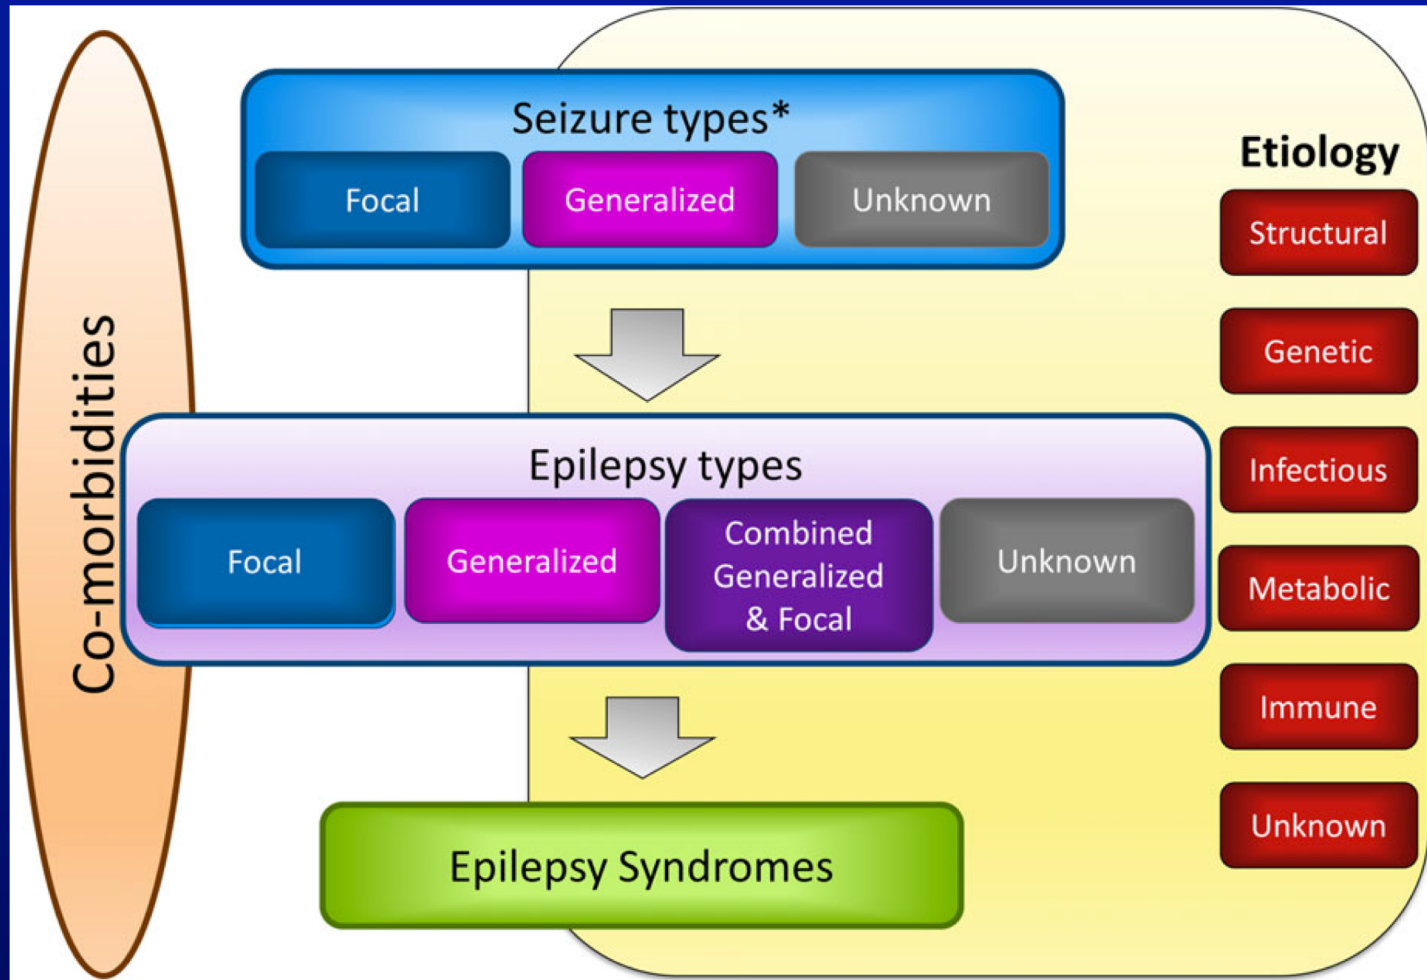 Co-morbidities
Seizure types*
Focal
Generalized
Unknown
Epilepsy types
Focal
Generalized
Combined
Generalized
& Focal
Unknown
Epilepsy Syndromes
Etiology
Structural
Genetic
Infectious
Metabolic
Immune
Unknown